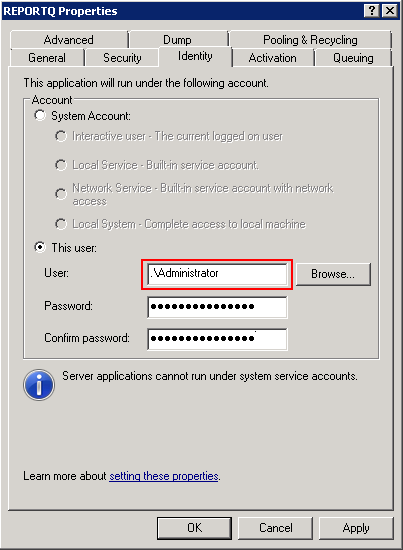 REPORTQ Properties
Advanced
Dump
Pooling & Recycling
General
Security
Identity
Activation
Queuing
This application will run under the following account.
Account
System Account:
Interactive user - The current logged on user
Local Service - Built-in service account.
Network Service - Built-in service account with network
access
Local System - Complete access to local machine
This user:
User:
.\Administrator
Browse...
Password:
●●●●●●●●●●●●●●●
Confirm password:
●●●●●●●●●●●●●●●
Server applications cannot run under system service accounts.
Learn more about setting these properties.
OK
Cancel
Apply